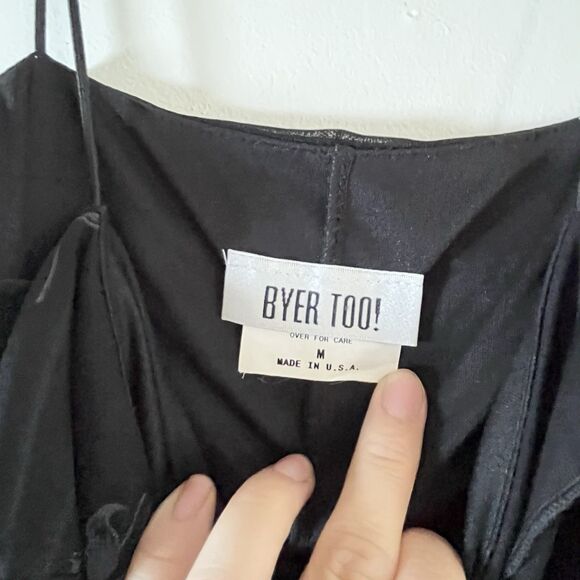 BYER TOO!
OVER FOR CARE
M
MADE IN U.S.A.